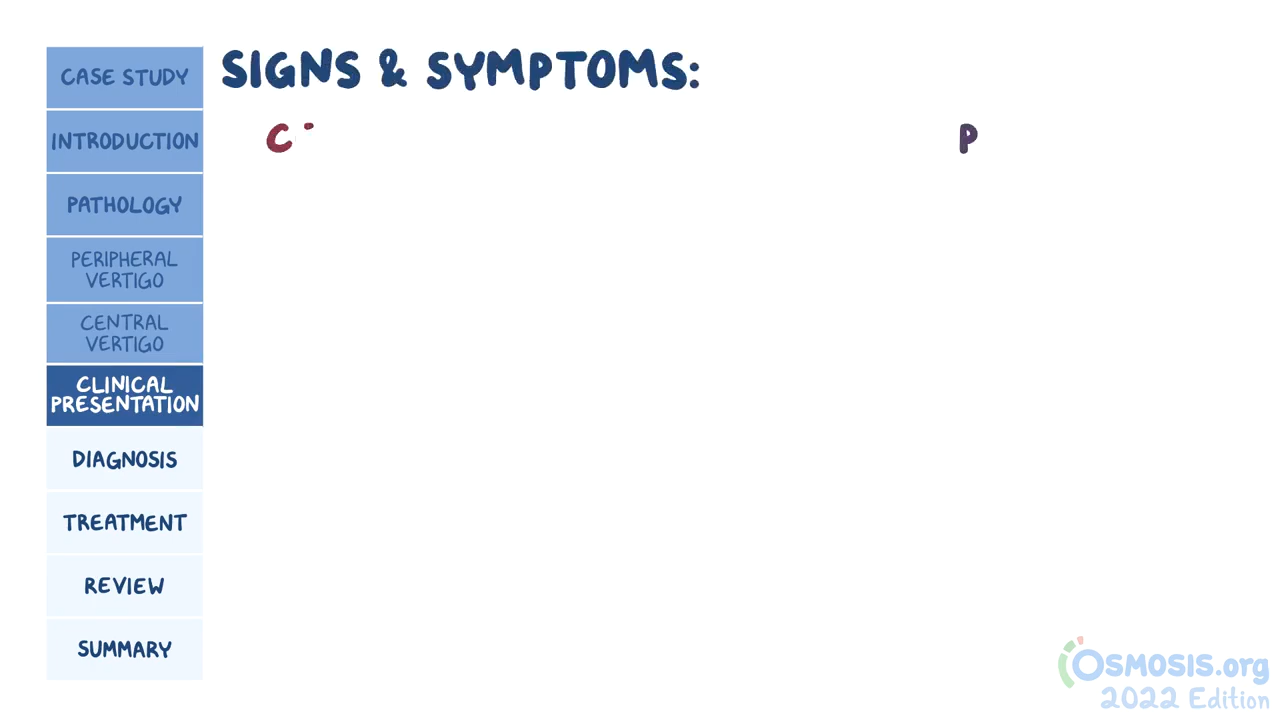 CASE STUDY
INTRODUCTION
PATHOLOGY
PERIPHERAL
VERTIGO
CENTRAL
VERTIGO
CLINICAL
PRESENTATION
DIAGNOSIS
TREATMENT
REVIEW
SUMMARY
SIGNS & SYMPTOMS:
C
P
OSMOSIS.org
2022 Edition